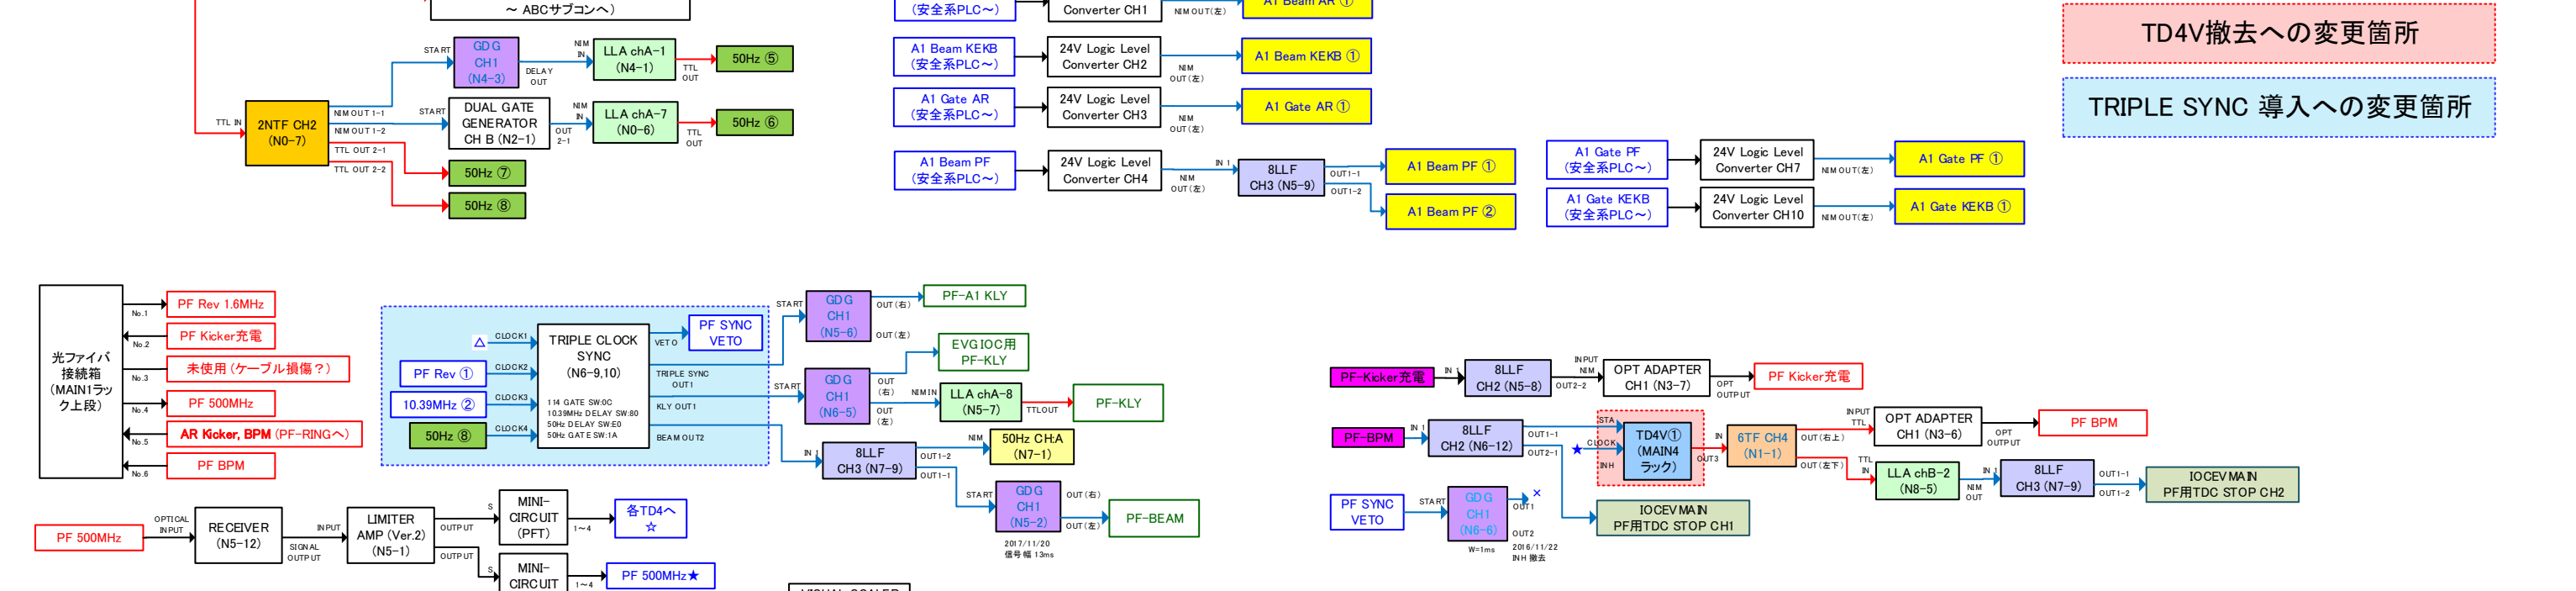 ～ ABCサブコンへ）
TTL IN
2NTF CH2
(N0-7)
NIM OUT 1-1
NIM OUT 1-2
TTL OUT 2-1
TTL OUT 2-2
START
GDG
CH1
(N4-3)
DELAY
OUT
NIM
IN
LLA chA-1
(N4-1)
TTL
OUT
50Hz ⑤
START
DUAL GATE
GENERATOR
CH B (N2-1)
OUT
2-1
NIM
IN
LLA chA-7
(N0-6)
TTL
OUT
50Hz ⑥
50Hz ⑦
50Hz ⑧
（安全系PLC～）
Converter CH1
NIM OUT（左）
A1 Beam AR ①
A1 Beam KEKB
（安全系PLC～）
24V Logic Level
Converter CH2
NIM
OUT（左）
A1 Beam KEKB ①
A1 Gate AR
（安全系PLC～）
24V Logic Level
Converter CH3
NIM
OUT（左）
A1 Gate AR ①
A1 Beam PF
（安全系PLC～）
24V Logic Level
Converter CH4
NIM
OUT（左）
IN 1
8LLF
CH3 (N5-9)
OUT1-1
OUT1-2
A1 Beam PF ①
A1 Beam PF ②
A1 Gate PF
（安全系PLC～）
24V Logic Level
Converter CH7
NIM OUT（左）
A1 Gate PF ①
A1 Gate KEKB
（安全系PLC～）
24V Logic Level
Converter CH10
NIM OUT（左）
A1 Gate KEKB ①
TD4V撤去への変更箇所
TRIPLE SYNC 導入への変更箇所
光ファイバ
接続箱
（MAIN1ラッ
ク上段）
No.1
PF Rev 1.6MHz
No.2
PF Kicker充電
No.3
未使用（ケーブル損傷？）
No.4
PF 500MHz
No.5
AR Kicker, BPM (PF-RINGへ)
No.6
PF BPM
△
CLOCK1
PF Rev ①
CLOCK2
10.39MHz ②
CLOCK3
50Hz ⑧
CLOCK4
TRIPLE CLOCK
SYNC
(N6-9,10)
114 GATE SW:0C
10.39MHz DELAY SW:80
50Hz DELAY SW:E0
50Hz GATE SW:1A
VETO
PF SYNC
VETO
TRIPLE SYNC
OUT1
KLY OUT1
BEAM OUT2
START
GDG
CH1
(N5-6)
OUT（右）
OUT（左）
PF-A1 KLY
START
GDG
CH1
(N6-5)
OUT
（右）
OUT
（左）
EVG IOC用
PF-KLY
NIM IN
LLA chA-8
(N5-7)
TTLOUT
PF-KLY
IN 1
8LLF
CH3 (N7-9)
OUT1-2
OUT1-1
NIM
50Hz CH:A
(N7-1)
START
GDG
CH1
(N5-2)
OUT（右）
OUT（左）
PF-BEAM
2017/11/20
信号幅 13ms
PF 500MHz
OPTICAL
INPUT
RECEIVER
(N5-12)
SIGNAL
OUTPUT
INPUT
LIMITER
AMP (Ver.2)
(N5-1)
OUTPUT
OUTPUT
S
MINI-
CIRCUIT
(PFT)
1～4
各TD4へ
☆
S
MINI-
CIRCUIT
1～4
PF 500MHz★
PF-Kicker充電
IN 1
8LLF
CH2 (N5-8)
OUT2-2
INPUT
NIM
OPT ADAPTER
CH1 (N3-7)
OPT
OUTPUT
PF Kicker充電
PF-BPM
IN 1
8LLF
CH2 (N6-12)
OUT1-1
OUT2-1
STA
★
CLOCK
INH
TD4V①
(MAIN4
ラック)
OUT3
IN
6TF CH4
(N1-1)
OUT（右上）
OUT（左下）
INPUT
TTL
OPT ADAPTER
CH1 (N3-6)
OPT
OUTPUT
PF BPM
TTL
IN
LLA chB-2
(N8-5)
NIM
OUT
IN 1
8LLF
CH3 (N7-9)
OUT1-1
OUT1-2
IOCEVMAIN
PF用TDC STOP CH2
PF SYNC
VETO
START
GDG
CH1
(N6-6)
W=1ms
×
OUT1
OUT2
2016/11/22
INH 撤去
IOCEVMAIN
PF用TDC STOP CH1